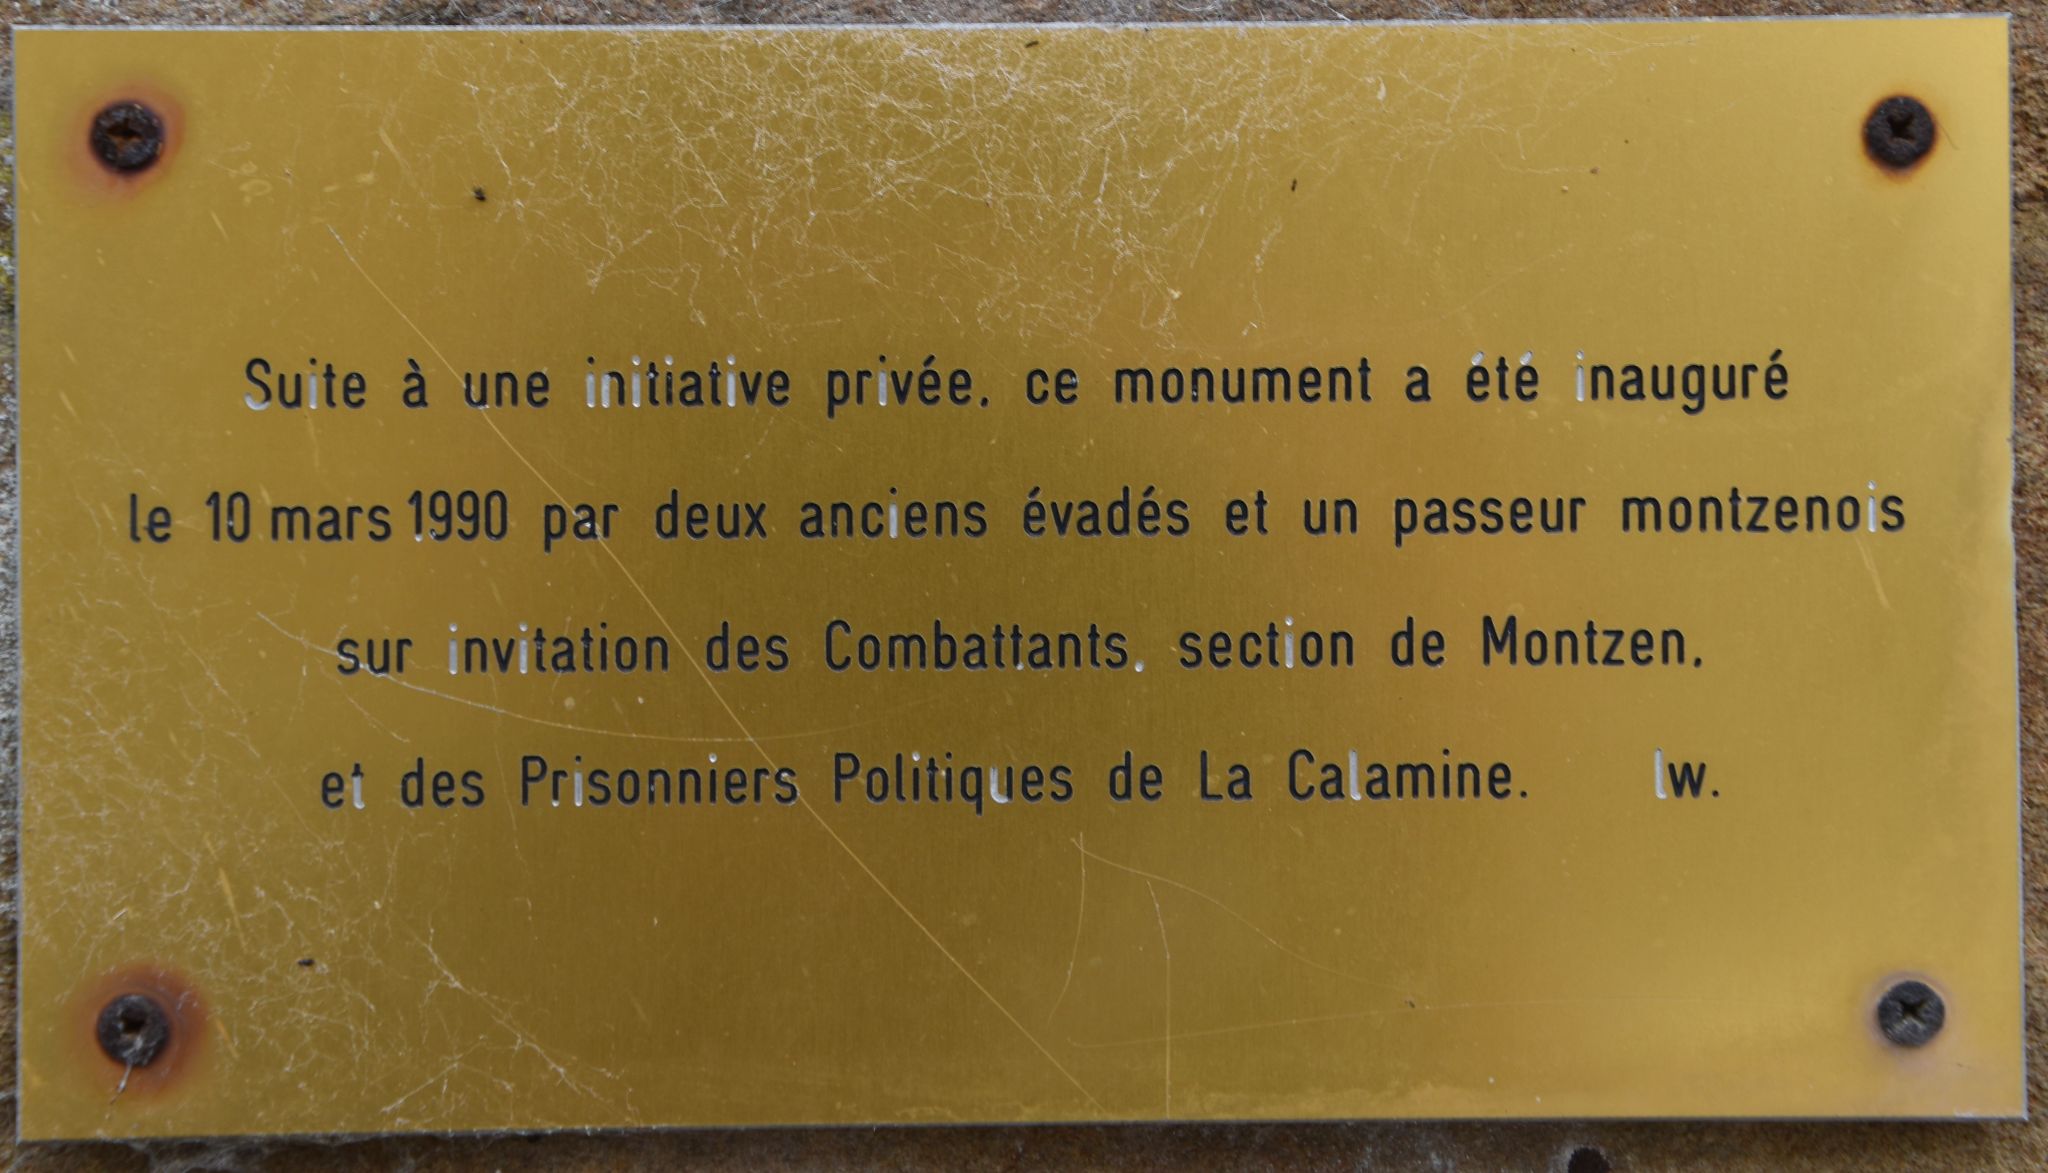 Suite à une initiative privée, ce monument a été inauguré
le 10 mars 1990 par deux anciens évadés et un passeur montzenois
sur invitation des Combattants, section de Montzen,
et des Prisonniers Politiques de La Calamine. lw.